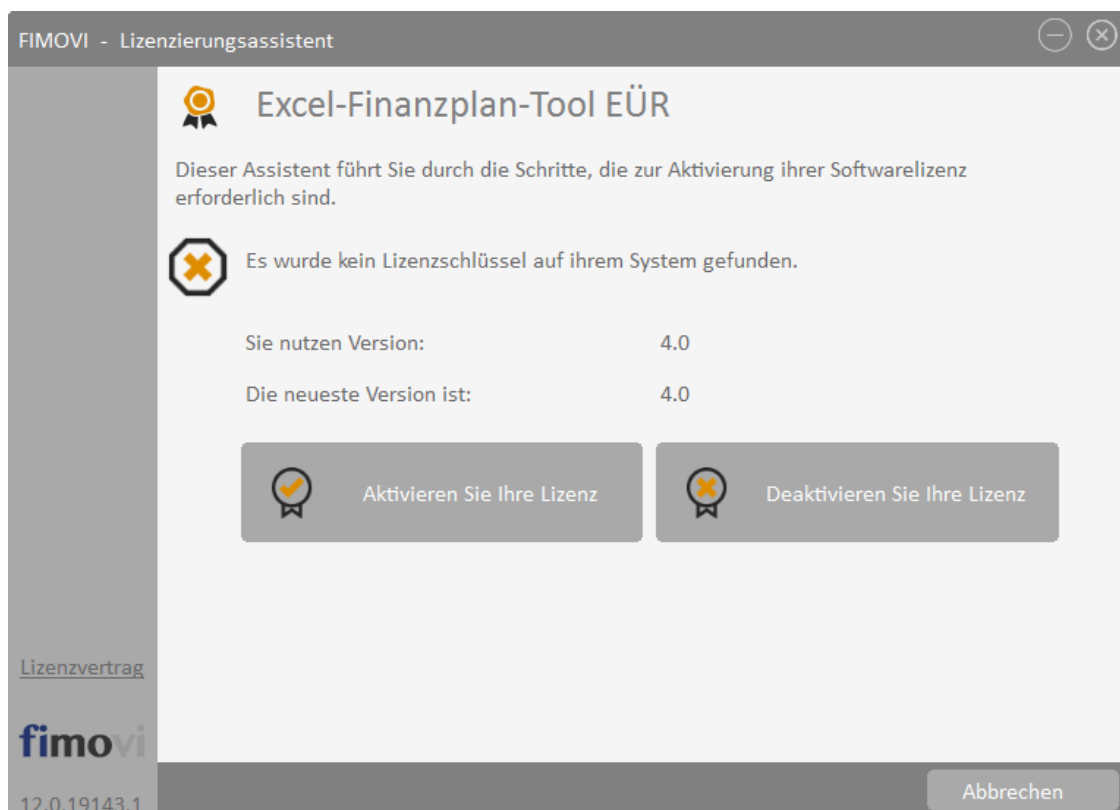 FIMOVI - Lizenzierungsassistent
Excel-Finanzplan-Tool EÜR
Dieser Assistent führt Sie durch die Schritte, die zur Aktivierung ihrer Softwarelizenz
erforderlich sind.
Es wurde kein Lizenzschlüssel auf ihrem System gefunden.
Sie nutzen Version: 4.0
Die neueste Version ist: 4.0
Aktivieren Sie Ihre Lizenz
Deaktivieren Sie Ihre Lizenz
Lizenzvertrag
fimovi
12.0.19143.1
Abbrechen